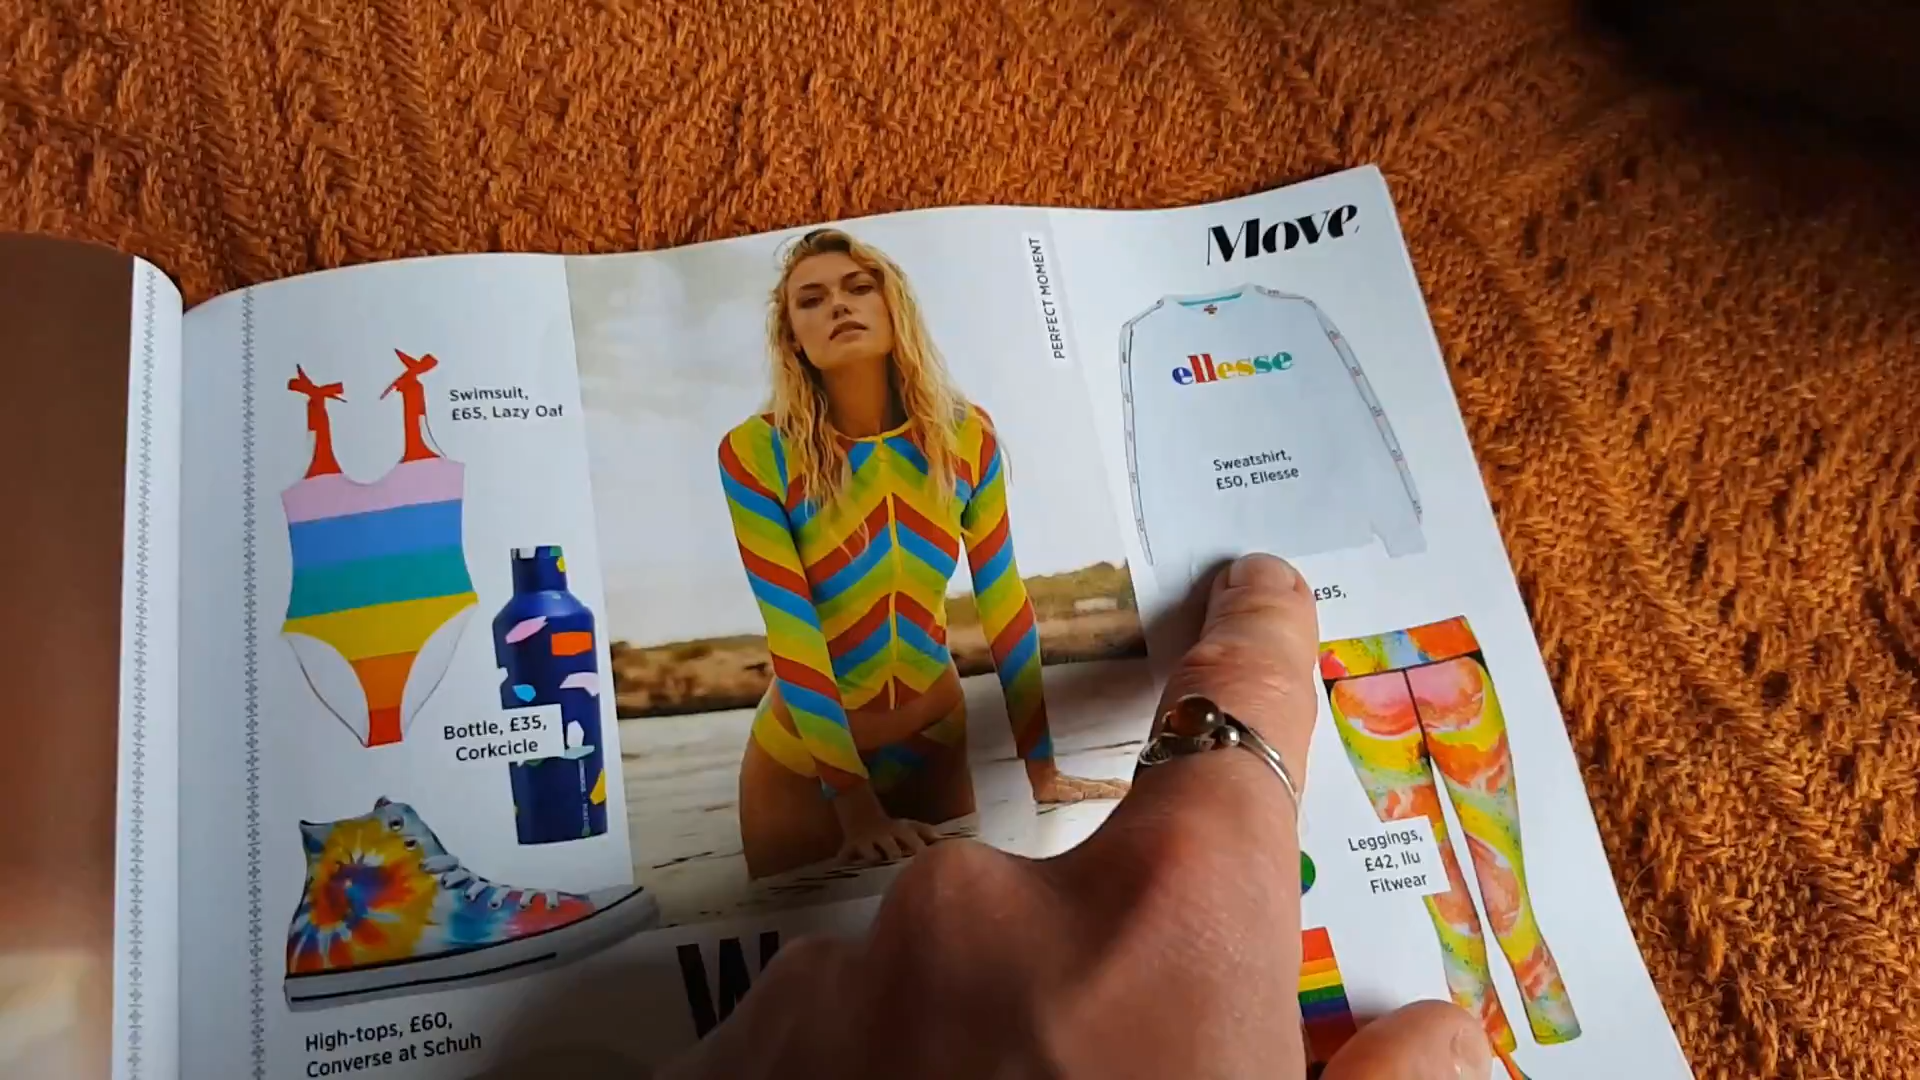 Move
PERFECT MOMENT
ellesse
Swimsuit,
£65, Lazy Oaf
Sweatshirt,
£50, Ellesse
£95,
Bottle, £35,
Corkcicle
Leggings,
£42, Ilu
Fitwear
W
High-tops, £60,
Converse at Schuh